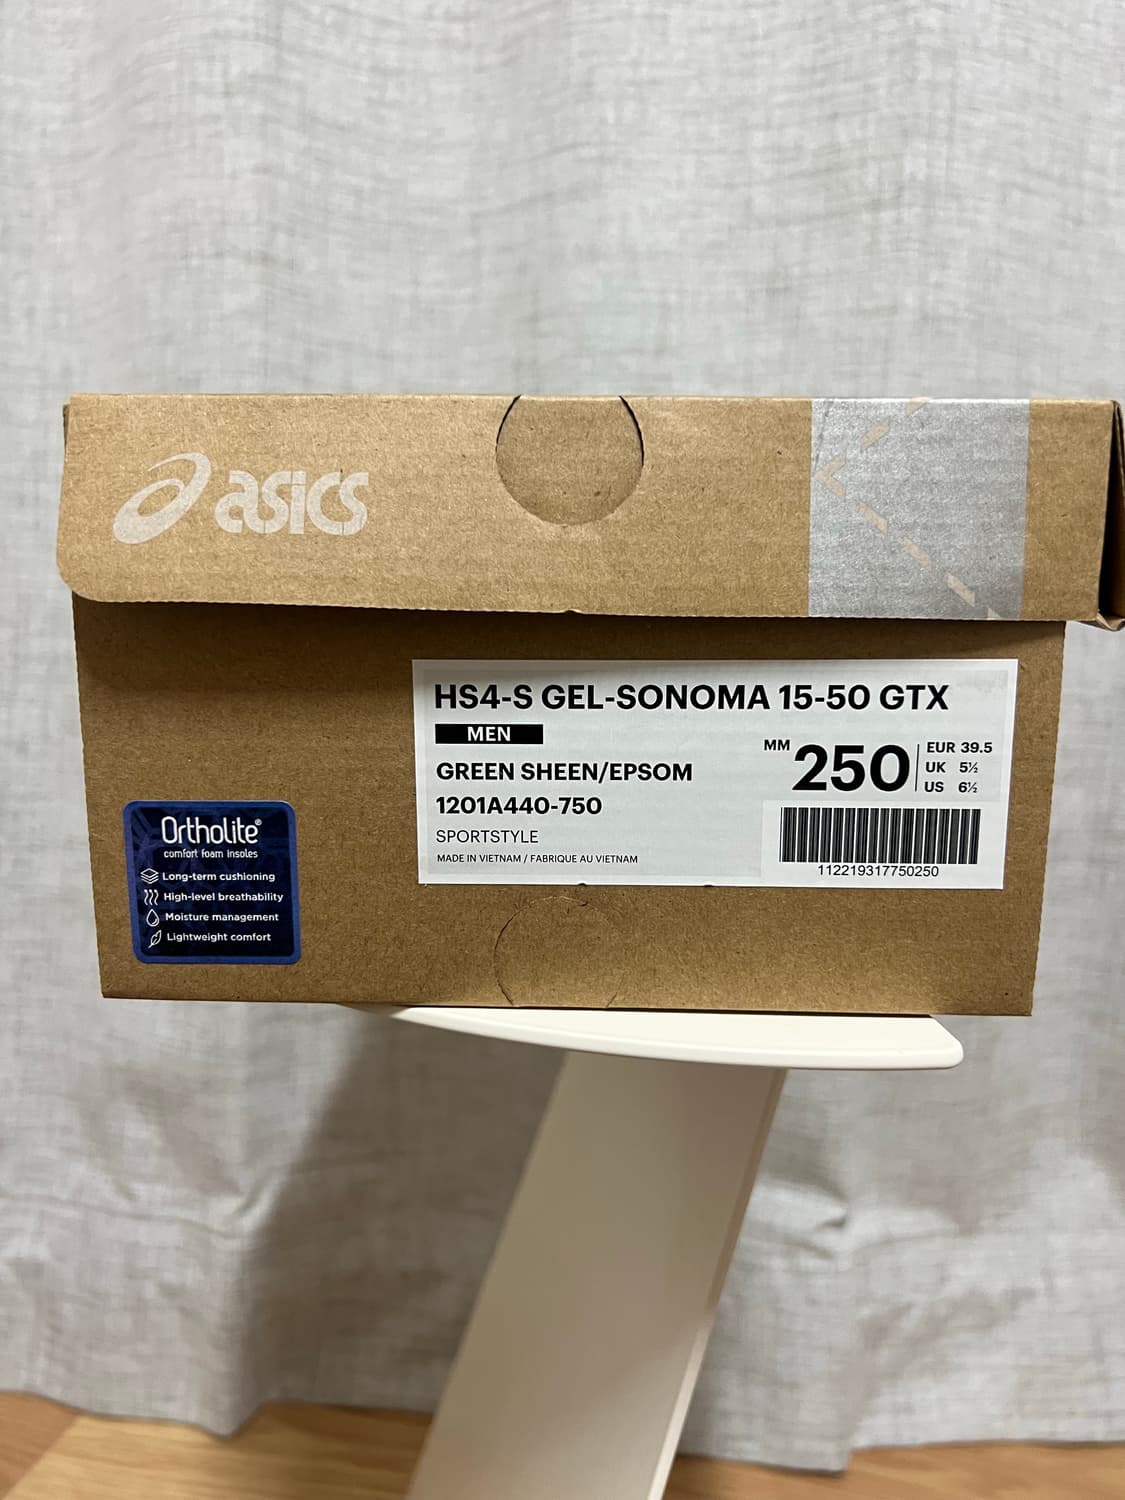 asics
HS4-S GEL-SONOMA 15-50 GTX
MEN
GREEN SHEEN/EPSOM
1201A440-750
SPORTSTYLE
MADE IN VIETNAM / FABRIQUE AU VIETNAM
MM 250
EUR 39.5
UK 5½
US 6½
112219317750250
Ortholite®
comfort foam insoles
Long-term cushioning
High-level breathability
Moisture management
Lightweight comfort